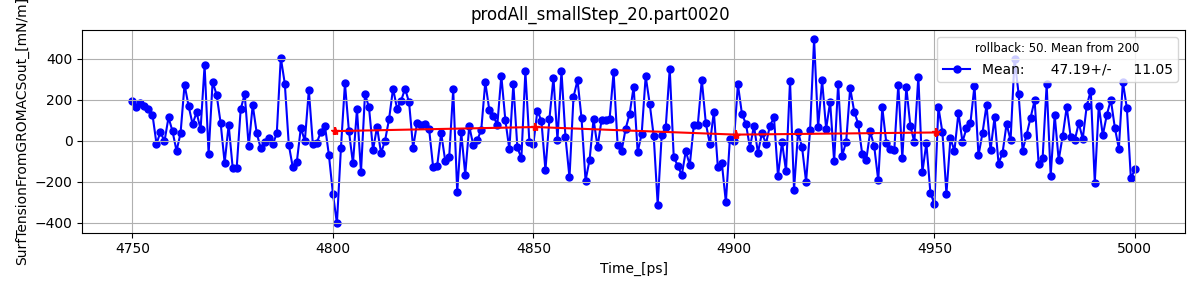 prodAll_smallStep_20.part0020
SurfTensionFromGROMACSout_[mN/m]
400
200
0
−200
−400
rollback: 50. Mean from 200
Mean: 47.19+/- 11.05
4750 4800 4850 4900 4950 5000
Time_[ps]